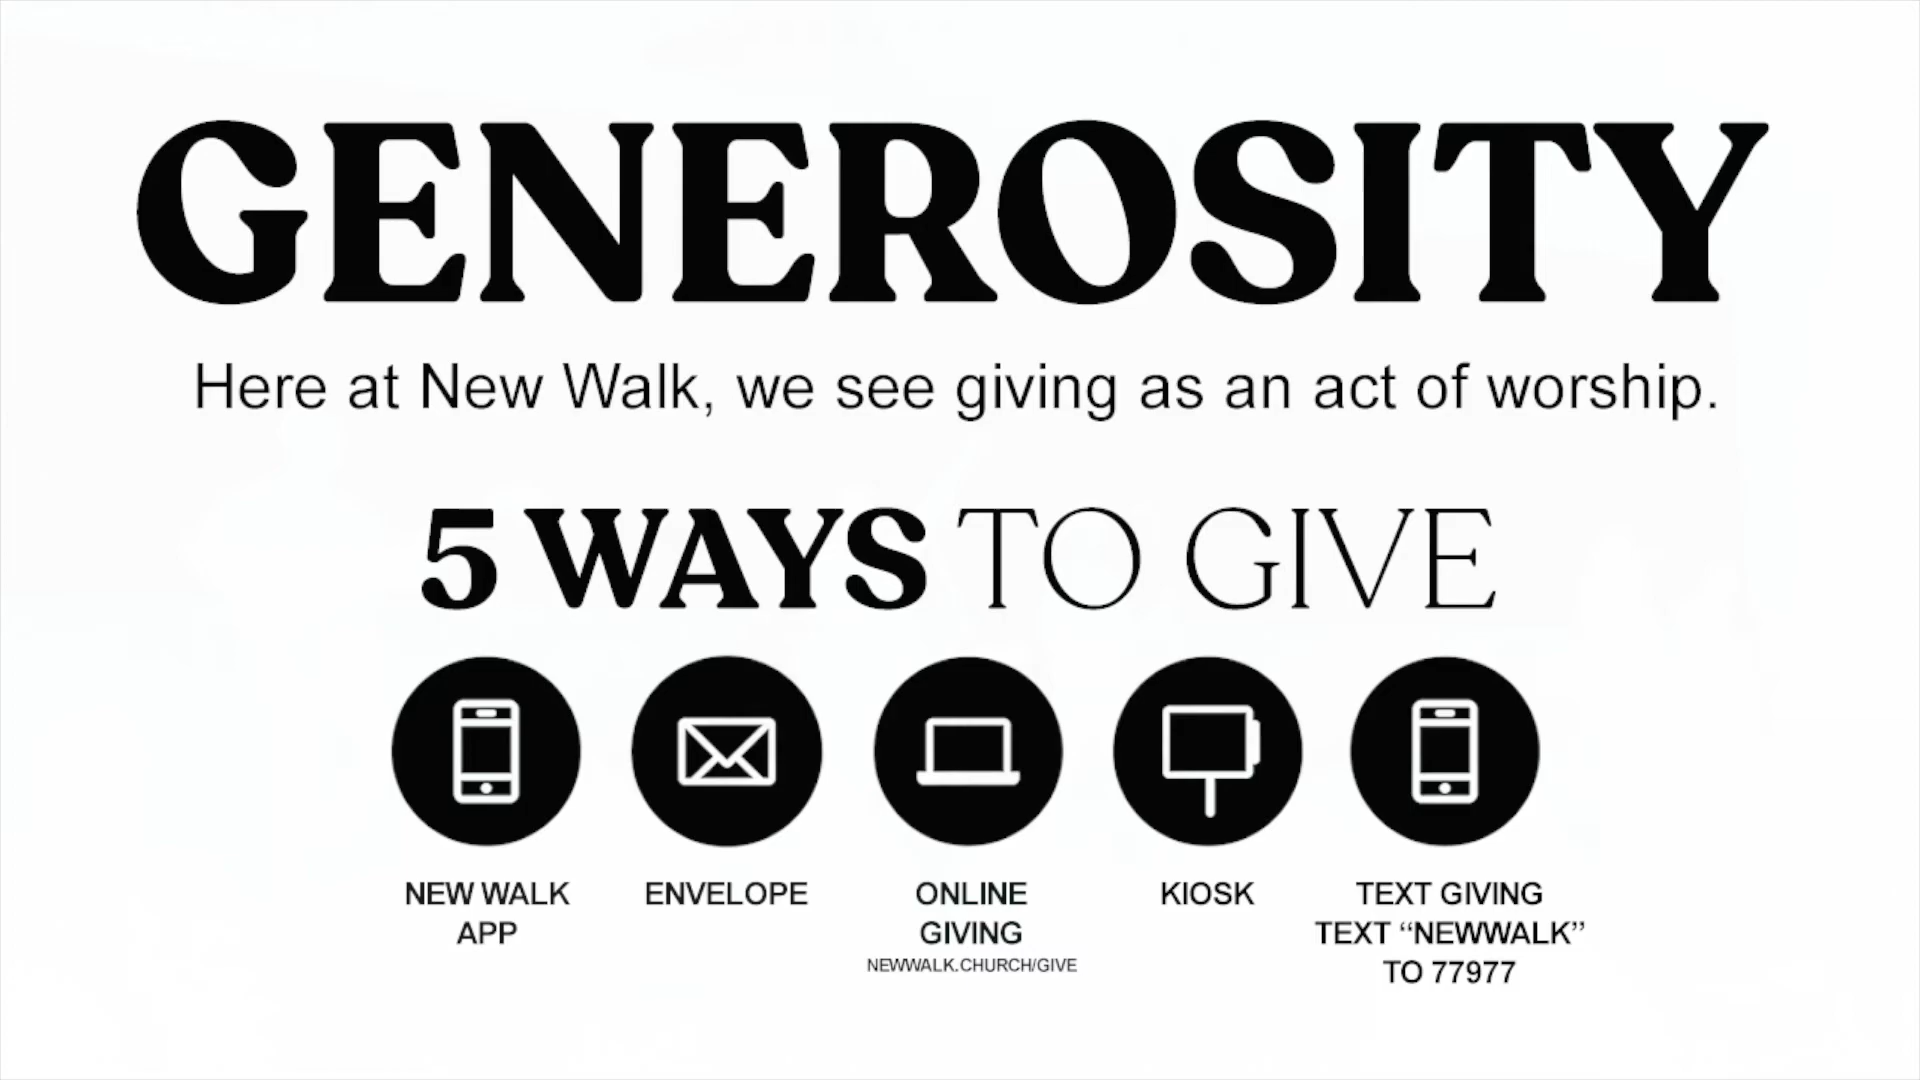 GENEROSITY
Here at New Walk, we see giving as an act of worship.
5 WAYS TO GIVE
NEW WALK
APP
ENVELOPE
ONLINE
GIVING
NEWWALK.CHURCH/GIVE
KIOSK
TEXT GIVING
TEXT “NEWWALK”
TO 77977